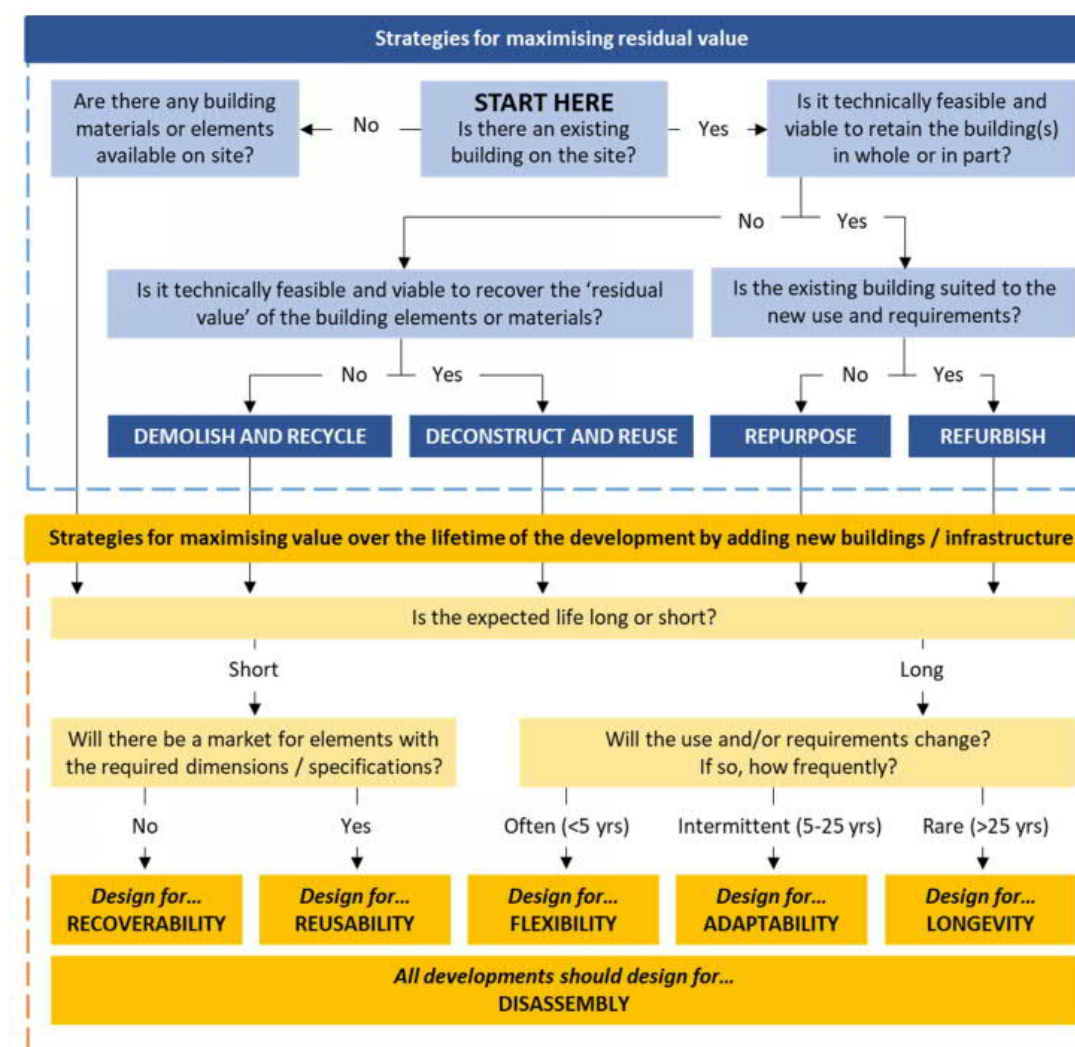 Strategies for maximising residual value
Are there any building
materials or elements
available on site?
No
START HERE
Is there an existing
building on the site?
Yes
Is it technically feasible and
viable to retain the building(s)
in whole or in part?
No
Yes
Is it technically feasible and viable to recover the ‘residual
value’ of the building elements or materials?
Is the existing building suited to the
new use and requirements?
No
Yes
No
Yes
DEMOLISH AND RECYCLE
DECONSTRUCT AND REUSE
REPURPOSE
REFURBISH
Strategies for maximising value over the lifetime of the development by adding new buildings / infrastructure
Is the expected life long or short?
Short
Long
Will there be a market for elements with
the required dimensions / specifications?
Will the use and/or requirements change?
If so, how frequently?
No
Yes
Often (<5 yrs)
Intermittent (5-25 yrs)
Rare (>25 yrs)
Design for...
RECOVERABILITY
Design for...
REUSABILITY
Design for...
FLEXIBILITY
Design for...
ADAPTABILITY
Design for...
LONGEVITY
All developments should design for...
DISASSEMBLY